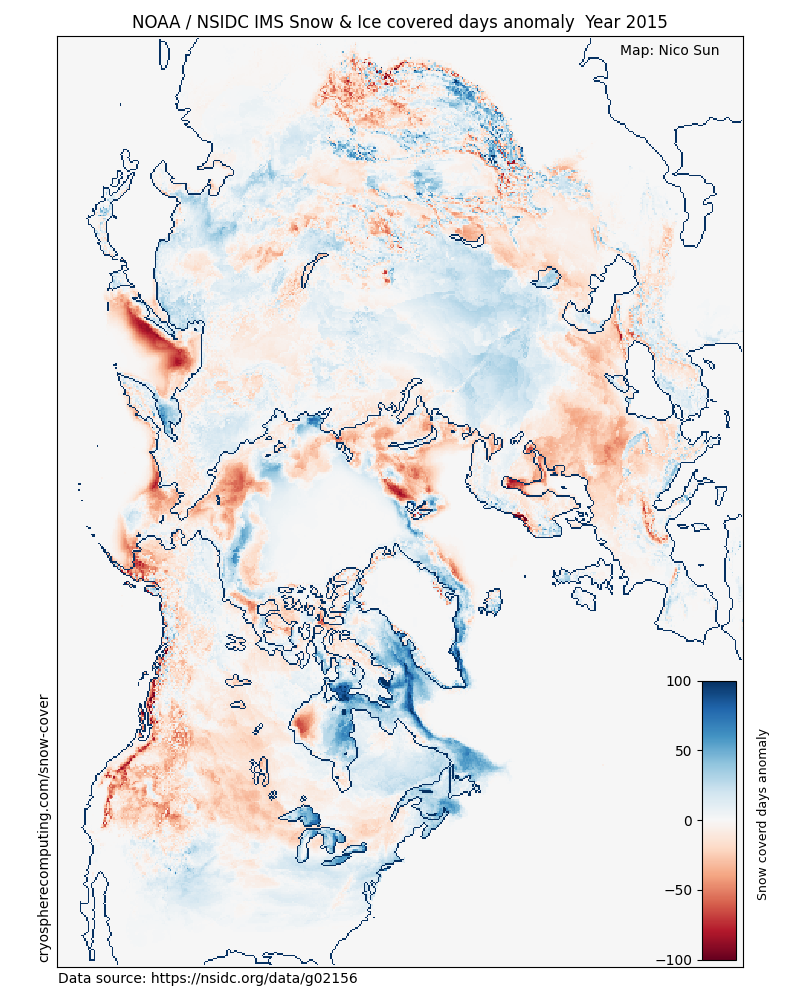 NOAA / NSIDC IMS Snow & Ice covered days anomaly  Year 2015
Map: Nico Sun
cryospherecomputing.com/snow-cover
100
50
0
−50
−100
Snow coverd days anomaly
Data source: https://nsidc.org/data/g02156